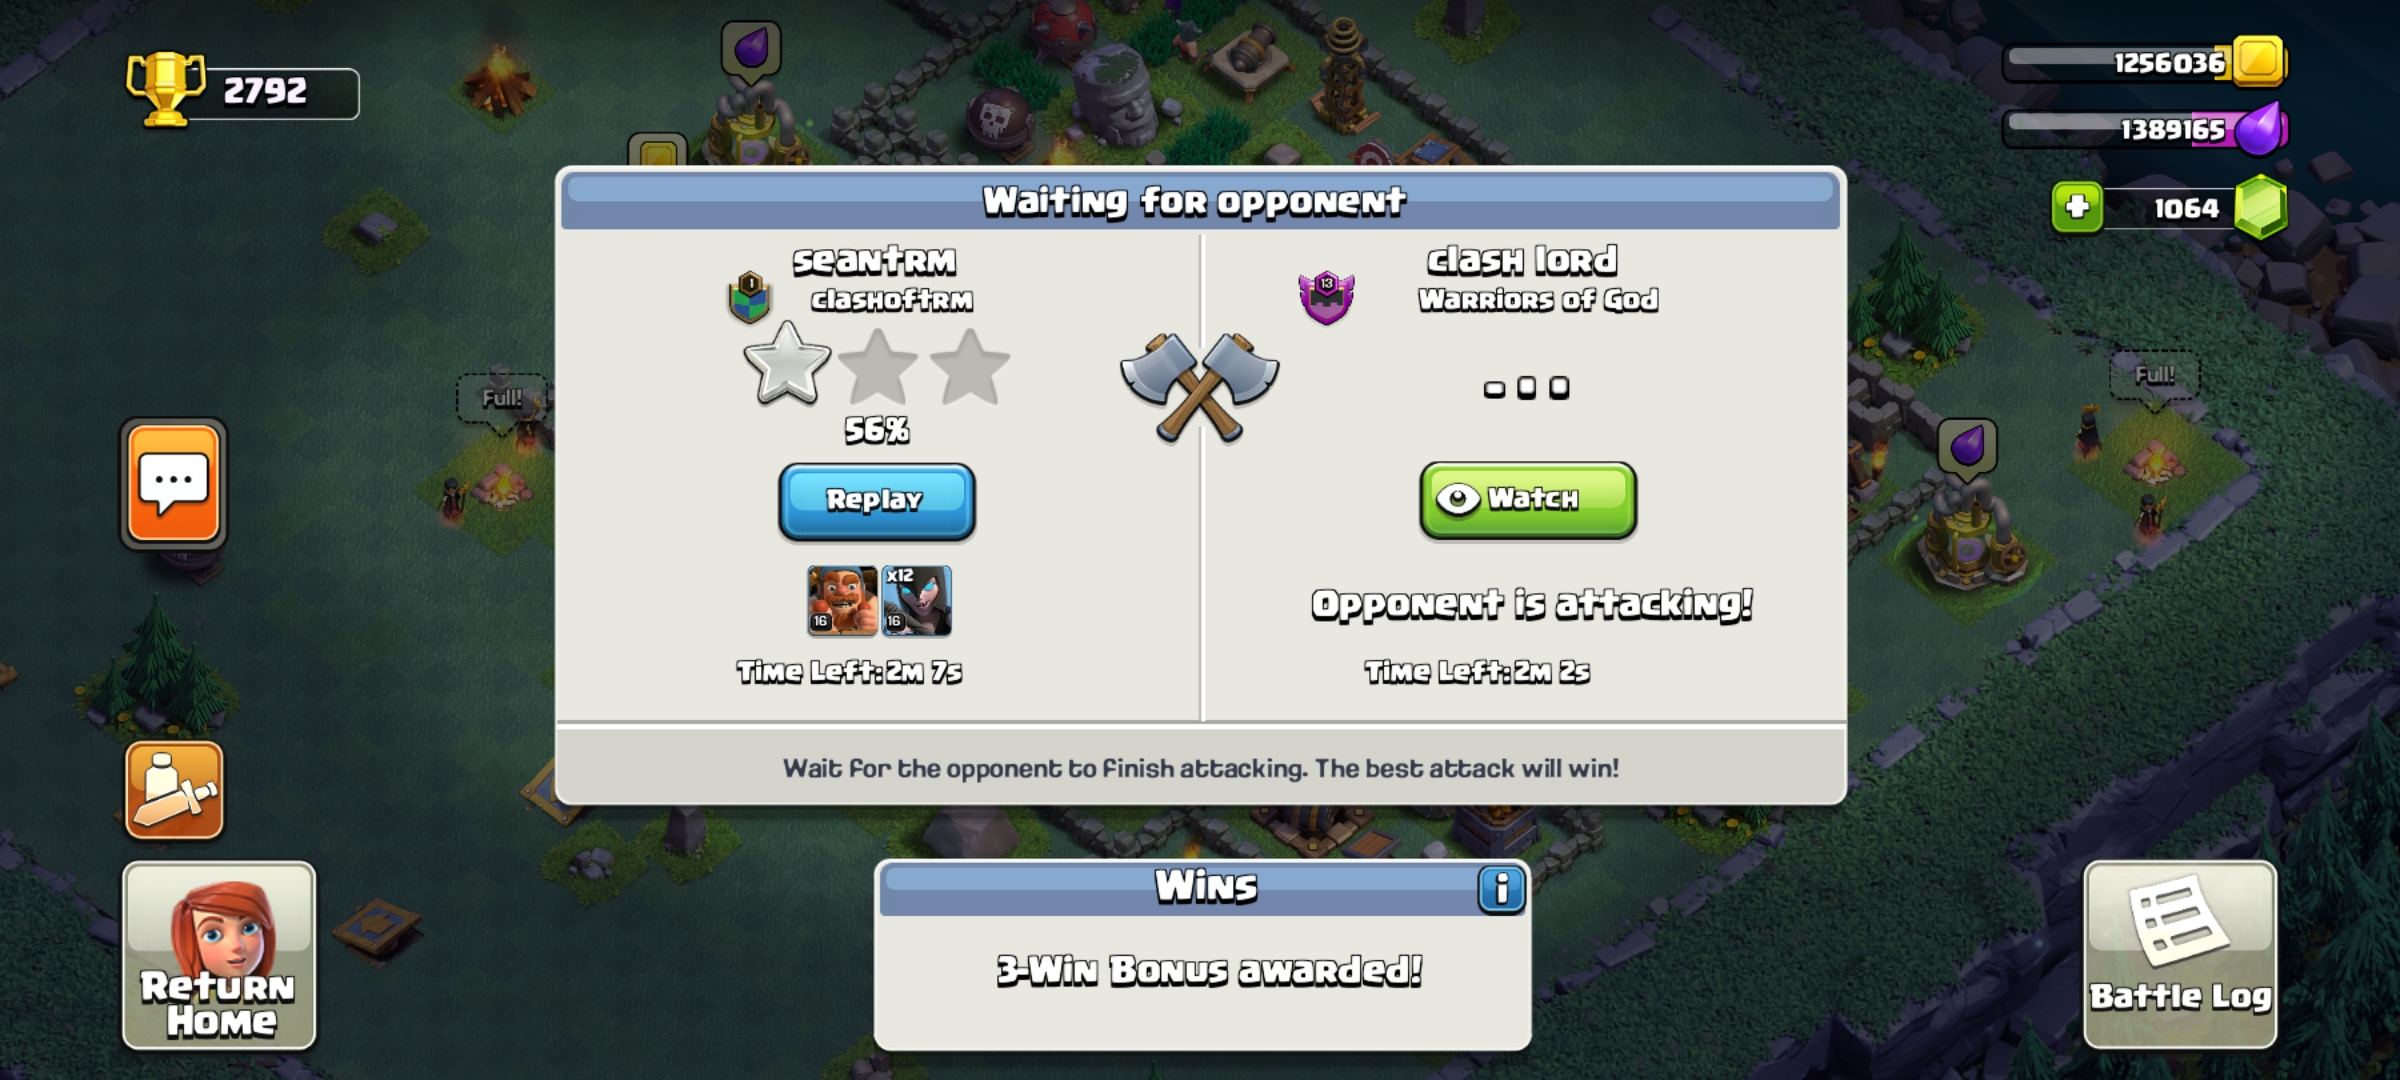 2792
1256036
1389165
1064
Waiting for opponent
seantrm
clashoftrm
1
56%
Replay
x12
16
16
Time Left:2m 7s
clash lord
Warriors of God
13
Watch
Opponent is attacking!
Time Left:2m 2s
Full!
Full!
Wait for the opponent to finish attacking. The best attack will win!
Wins
i
3-Win Bonus awarded!
Return
Home
Battle Log